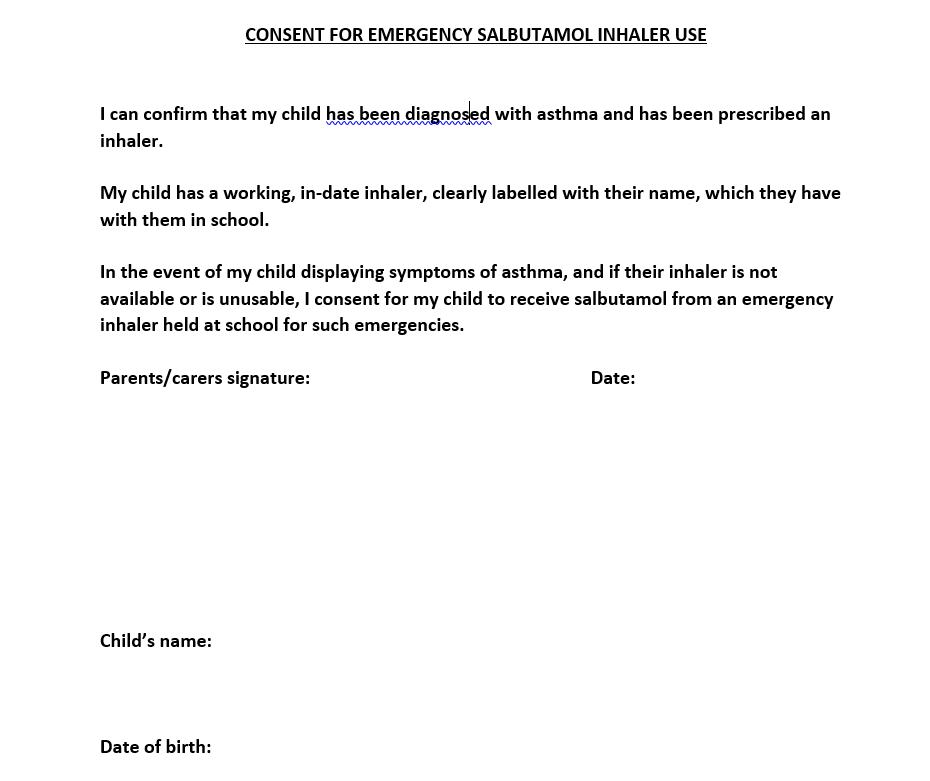 CONSENT FOR EMERGENCY SALBUTAMOL INHALER USE
I can confirm that my child has been diagnosed with asthma and has been prescribed an
inhaler.
My child has a working, in-date inhaler, clearly labelled with their name, which they have
with them in school.
In the event of my child displaying symptoms of asthma, and if their inhaler is not
available or is unusable, I consent for my child to receive salbutamol from an emergency
inhaler held at school for such emergencies.
Parents/carers signature: Date:
Child’s name:
Date of birth: